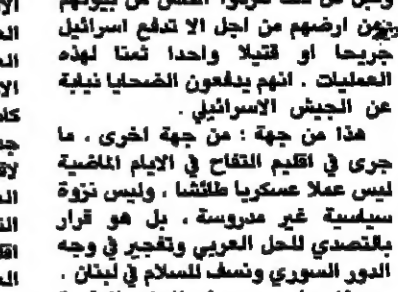 من ارضهم من اجل الا تدفع اسرائيل
جريحا او قتيلا واحدا ثمنا لهذه
العمليات . انهم يدفعون الضحايا نيابة
عن الجيش الاسرائيلي .
هذا من جهة : من جهة اخرى ، ما
جرى في اقليم التفاح في الايام الماضية
ليس عملا عسكريا طائشا ، وليس نزوة
سياسية غير مدروسة ، بل هو قرار
بالتصدي للحل العربي وتفجير في وجه
الدور السوري ونسف للسلام في لبنان .